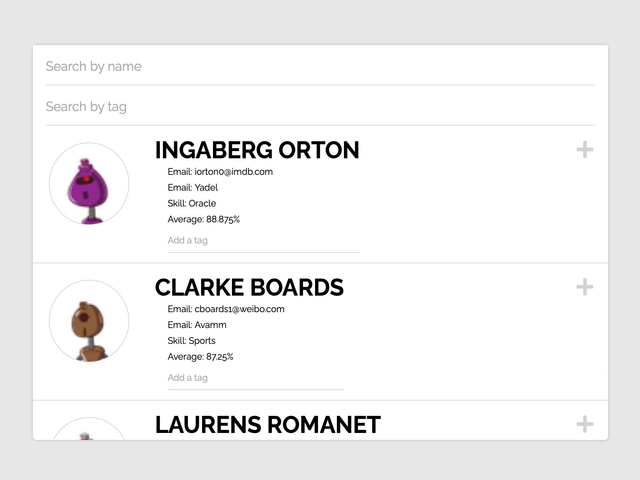 Search by name
Search by tag
INGABERG ORTON
Email: iorton0@imdb.com
Email: Yadel
Skill: Oracle
Average: 88.875%
Add a tag
CLARKE BOARDS
Email: cboards1@weibo.com
Email: Avamm
Skill: Sports
Average: 87.25%
Add a tag
LAURENS ROMANET